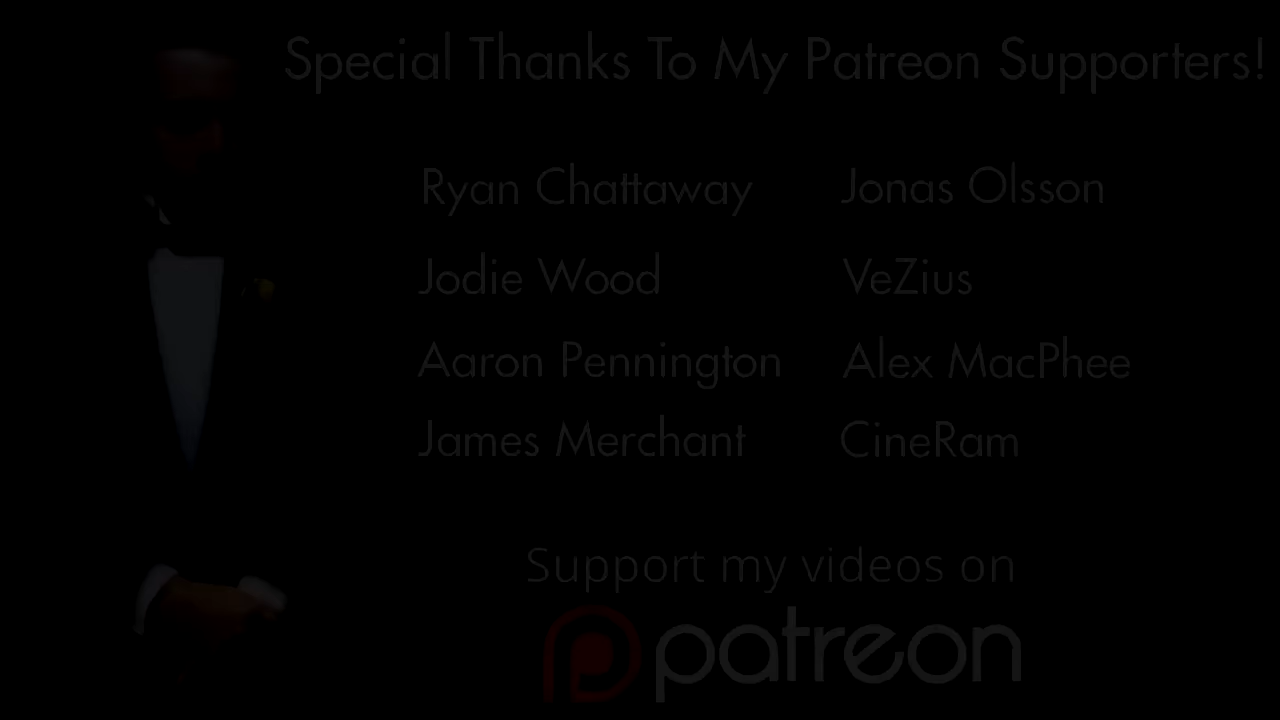 Special Thanks To My Patreon Supporters!
Ryan Chattaway
Jonas Olsson
Jodie Wood
VeZius
Aaron Pennington
Alex MacPhee
James Merchant
CineRam
Support my videos on
patreon